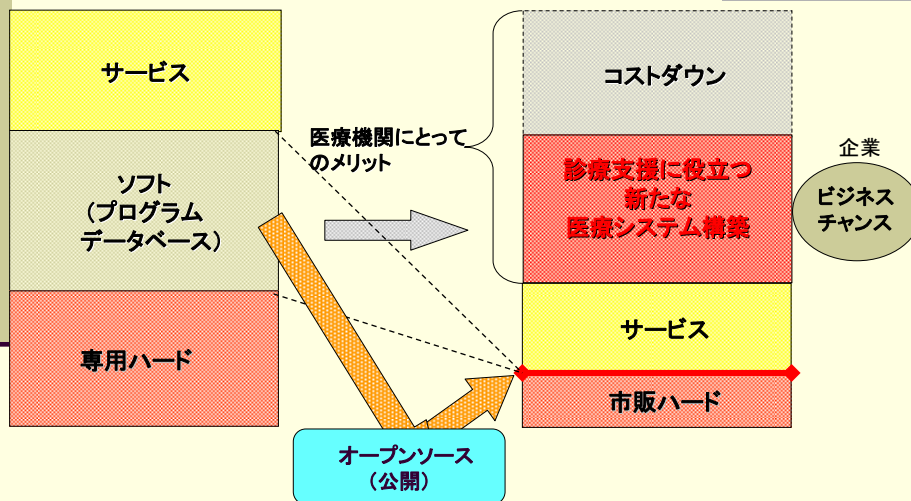 サービス
ソフト
(プログラム
データベース)
専用ハード
医療機関にとって
のメリット
オープンソース
(公開)
コストダウン
診療支援に役立つ
新たな
医療システム構築
サービス
市販ハード
企業
ビジネス
チャンス